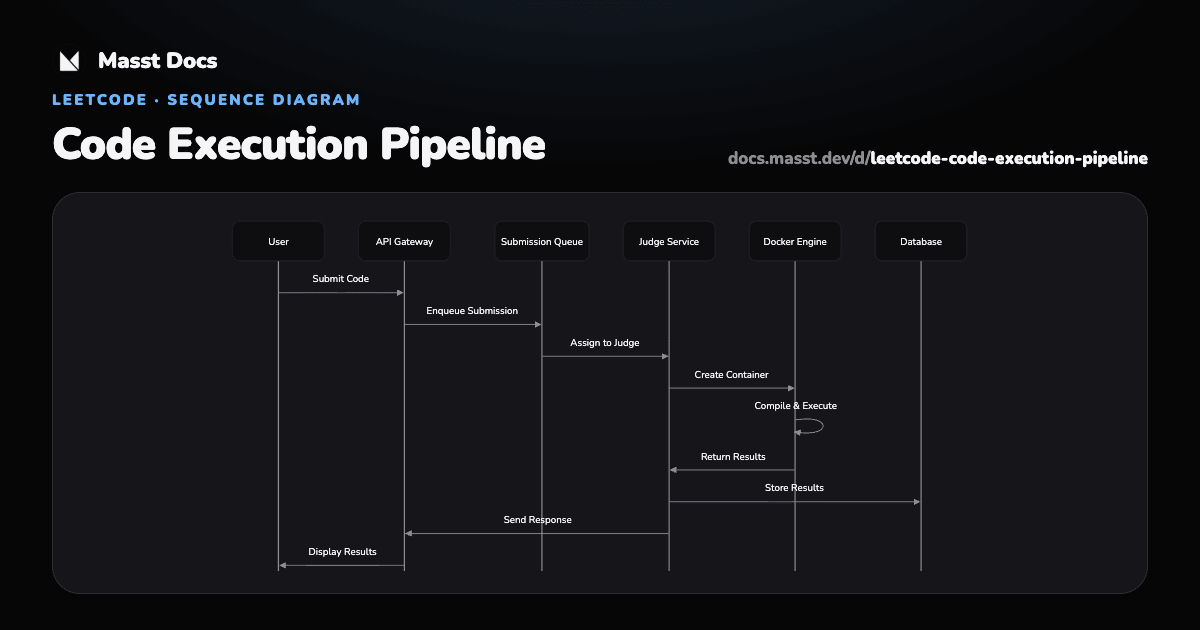 Masst Docs
LEETCODE · SEQUENCE DIAGRAM
Code Execution Pipeline
docs.masst.dev/d/leetcode-code-execution-pipeline
User
API Gateway
Submission Queue
Judge Service
Docker Engine
Database
Submit Code
Enqueue Submission
Assign to Judge
Create Container
Compile & Execute
Return Results
Store Results
Send Response
Display Results